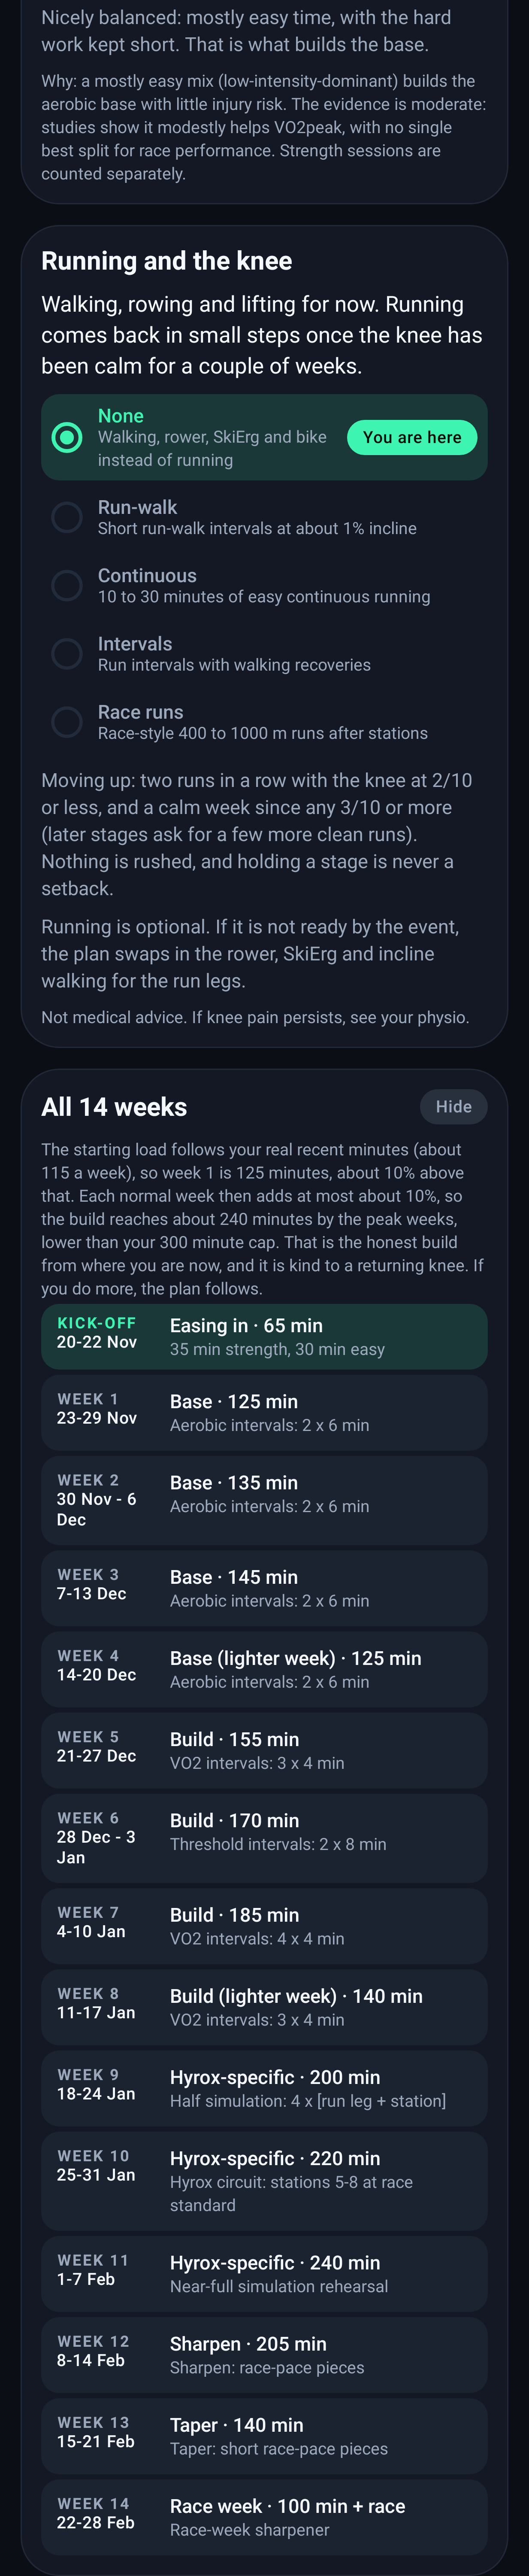 Nicely balanced: mostly easy time, with the hard
work kept short. That is what builds the base.
Why: a mostly easy mix (low-intensity-dominant) builds the
aerobic base with little injury risk. The evidence is moderate:
studies show it modestly helps VO2peak, with no single
best split for race performance. Strength sessions are
counted separately.
Running and the knee
Walking, rowing and lifting for now. Running
comes back in small steps once the knee has
been calm for a couple of weeks.
None
Walking, rower, SkiErg and bike
instead of running
You are here
Run-walk
Short run-walk intervals at about 1% incline
Continuous
10 to 30 minutes of easy continuous running
Intervals
Run intervals with walking recoveries
Race runs
Race-style 400 to 1000 m runs after stations
Moving up: two runs in a row with the knee at 2/10
or less, and a calm week since any 3/10 or more
(later stages ask for a few more clean runs).
Nothing is rushed, and holding a stage is never a
setback.
Running is optional. If it is not ready by the event,
the plan swaps in the rower, SkiErg and incline
walking for the run legs.
Not medical advice. If knee pain persists, see your physio.
All 14 weeks
Hide
The starting load follows your real recent minutes (about
115 a week), so week 1 is 125 minutes, about 10% above
that. Each normal week then adds at most about 10%, so
the build reaches about 240 minutes by the peak weeks,
lower than your 300 minute cap. That is the honest build
from where you are now, and it is kind to a returning knee. If
you do more, the plan follows.
KICK-OFF
20-22 Nov
Easing in · 65 min
35 min strength, 30 min easy
WEEK 1
23-29 Nov
Base · 125 min
Aerobic intervals: 2 x 6 min
WEEK 2
30 Nov - 6
Dec
Base · 135 min
Aerobic intervals: 2 x 6 min
WEEK 3
7-13 Dec
Base · 145 min
Aerobic intervals: 2 x 6 min
WEEK 4
14-20 Dec
Base (lighter week) · 125 min
Aerobic intervals: 2 x 6 min
WEEK 5
21-27 Dec
Build · 155 min
VO2 intervals: 3 x 4 min
WEEK 6
28 Dec - 3
Jan
Build · 170 min
Threshold intervals: 2 x 8 min
WEEK 7
4-10 Jan
Build · 185 min
VO2 intervals: 4 x 4 min
WEEK 8
11-17 Jan
Build (lighter week) · 140 min
VO2 intervals: 3 x 4 min
WEEK 9
18-24 Jan
Hyrox-specific · 200 min
Half simulation: 4 x [run leg + station]
WEEK 10
25-31 Jan
Hyrox-specific · 220 min
Hyrox circuit: stations 5-8 at race
standard
WEEK 11
1-7 Feb
Hyrox-specific · 240 min
Near-full simulation rehearsal
WEEK 12
8-14 Feb
Sharpen · 205 min
Sharpen: race-pace pieces
WEEK 13
15-21 Feb
Taper · 140 min
Taper: short race-pace pieces
WEEK 14
22-28 Feb
Race week · 100 min + race
Race-week sharpener